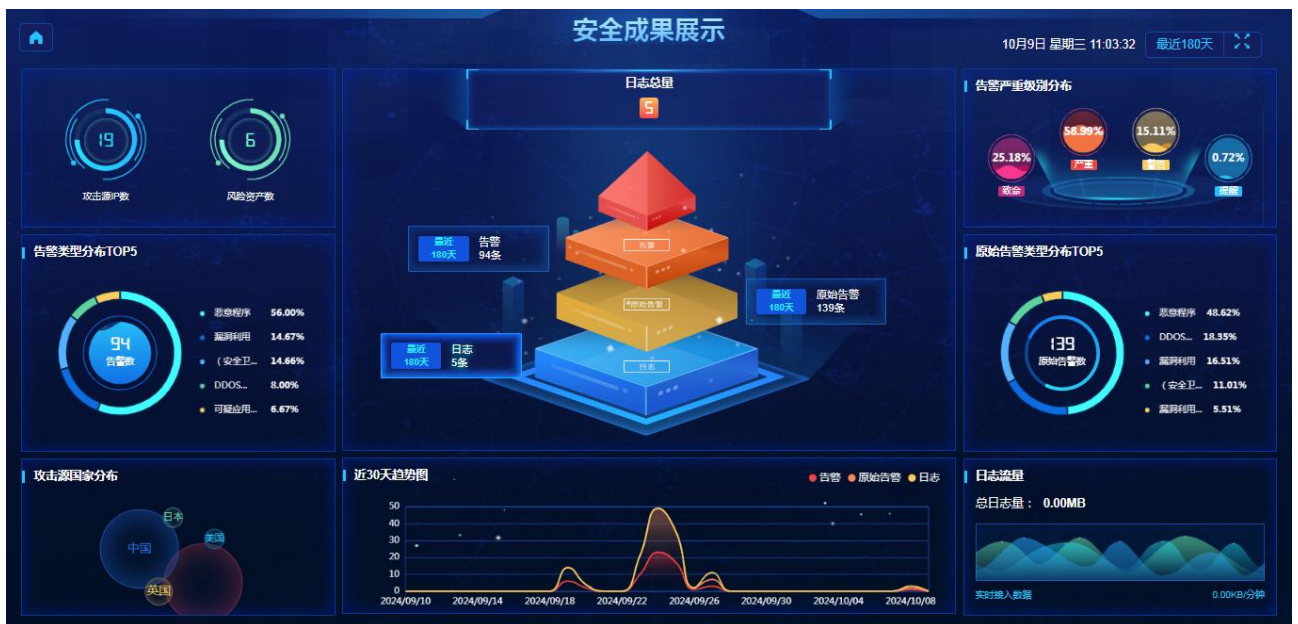 安全成果展示
10月9日 星期三 11:03:32
最近180天
19
攻击源IP数
6
风险资产数
日志总量
5
告警严重级别分布
25.18%
致命
58.99%
严重
15.11%
警告
0.72%
提醒
告警类型分布TOP5
94
告警数
恶意程序 56.00%
漏洞利用 14.67%
（安全卫... 14.66%
DDOS... 8.00%
可疑应用... 6.67%
最近
180天
告警
94条
最近
180天
原始告警
139条
最近
180天
日志
5条
告警
原始告警
日志
原始告警类型分布TOP5
139
原始告警数
恶意程序 48.62%
DDOS... 18.35%
漏洞利用 16.51%
（安全卫... 11.01%
漏洞利用... 5.51%
攻击源国家分布
日本
中国
美国
英国
近30天趋势图
告警 原始告警 日志
50
40
30
20
10
0
2024/09/10 2024/09/14 2024/09/18 2024/09/22 2024/09/26 2024/09/30 2024/10/04 2024/10/08
日志流量
总日志量： 0.00MB
实时接入数据 0.00KB/分钟